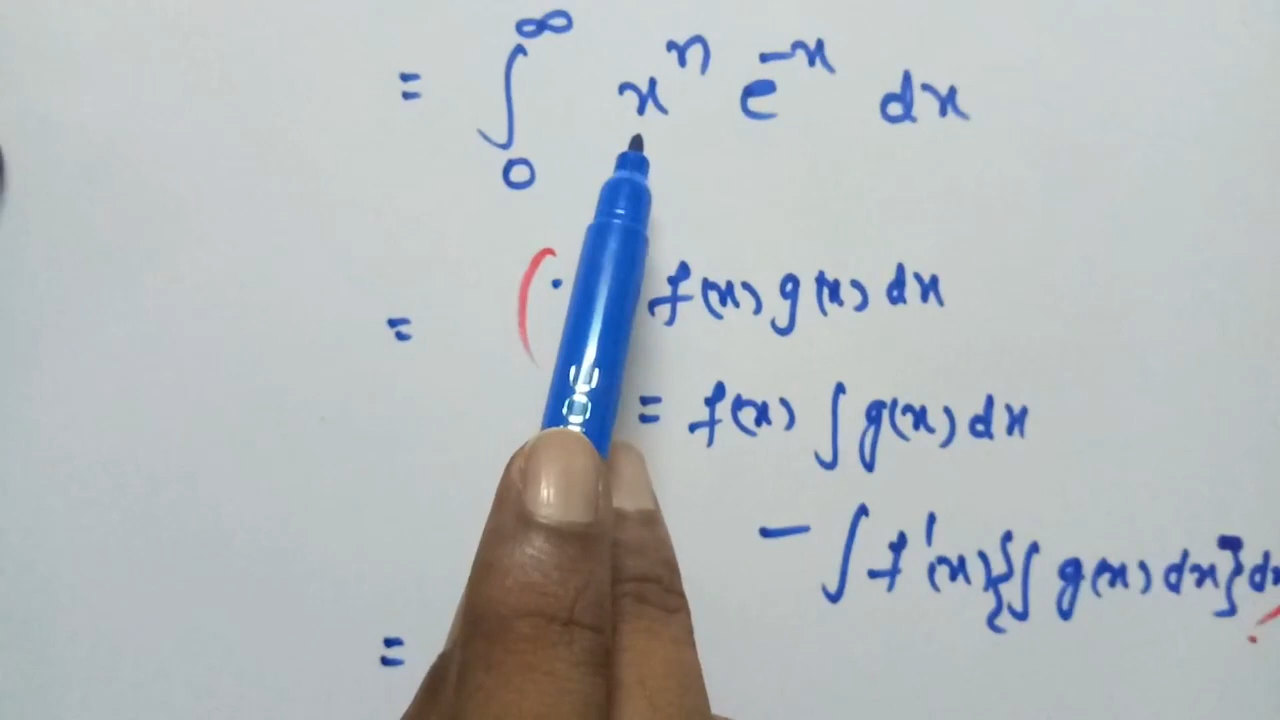 = ∫₀^∞ xⁿ e⁻ˣ dx
= ( f(x) g(x) dx
= f(x) ∫ g(x) dx
− ∫ f'(x) {∫ g(x) dx} dx
=